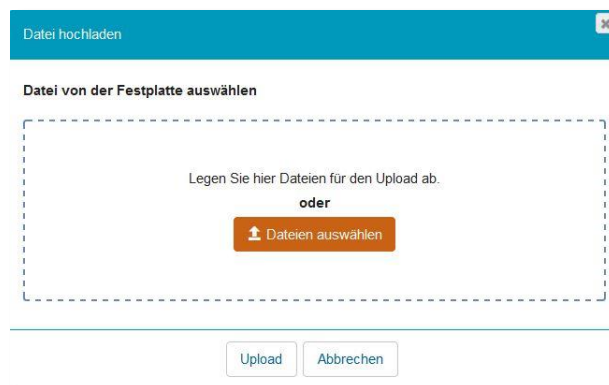 Datei hochladen
Datei von der Festplatte auswählen
Legen Sie hier Dateien für den Upload ab.
oder
Dateien auswählen
Upload Abbrechen